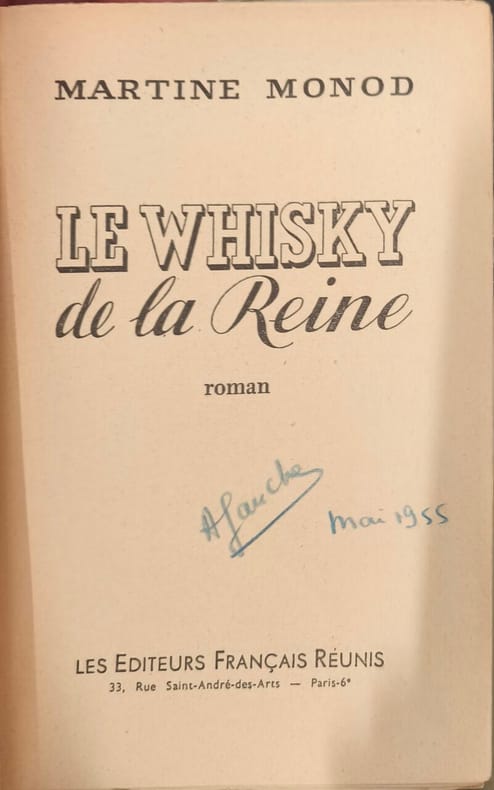 MARTINE MONOD
LE WHISKY
de la Reine
roman
Mai 1955
LES EDITEURS FRANÇAIS RÉUNIS
33, Rue Saint-André-des-Arts — Paris-6e